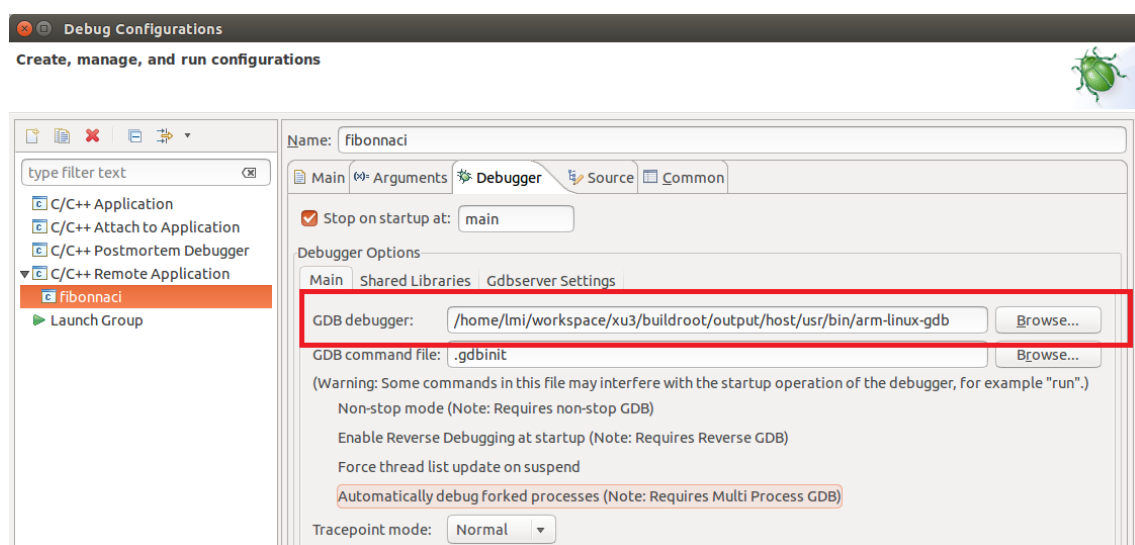 Debug Configurations
Create, manage, and run configurations
type filter text
C/C++ Application
C/C++ Attach to Application
C/C++ Postmortem Debugger
C/C++ Remote Application
fibonnaci
Launch Group
Name: fibonnaci
Main (x)= Arguments Debugger Source Common
Stop on startup at: main
Debugger Options
Main Shared Libraries Gdbserver Settings
GDB debugger: /home/lmi/workspace/xu3/buildroot/output/host/usr/bin/arm-linux-gdb Browse...
GDB command file: .gdbinit Browse...
(Warning: Some commands in this file may interfere with the startup operation of the debugger, for example "run".)
Non-stop mode (Note: Requires non-stop GDB)
Enable Reverse Debugging at startup (Note: Requires Reverse GDB)
Force thread list update on suspend
Automatically debug forked processes (Note: Requires Multi Process GDB)
Tracepoint mode: Normal